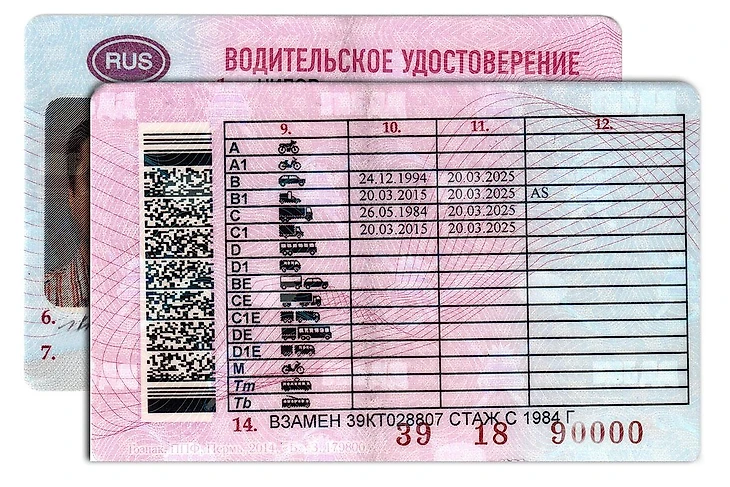 RUS
ВОДИТЕЛЬСКОЕ УДОСТОВЕРЕНИЕ
9. 10. 11. 12.
A
A1
B 24.12.1994 20.03.2025
B1 20.03.2015 20.03.2025 AS
C 26.05.1984 20.03.2025
C1 20.03.2015 20.03.2025
D
D1
BE
CE
C1E
DE
D1E
M
Tm
Tb
6.
7.
14. ВЗАМЕН 39КТ028807 СТАЖ С 1984 Г
39 18 90000